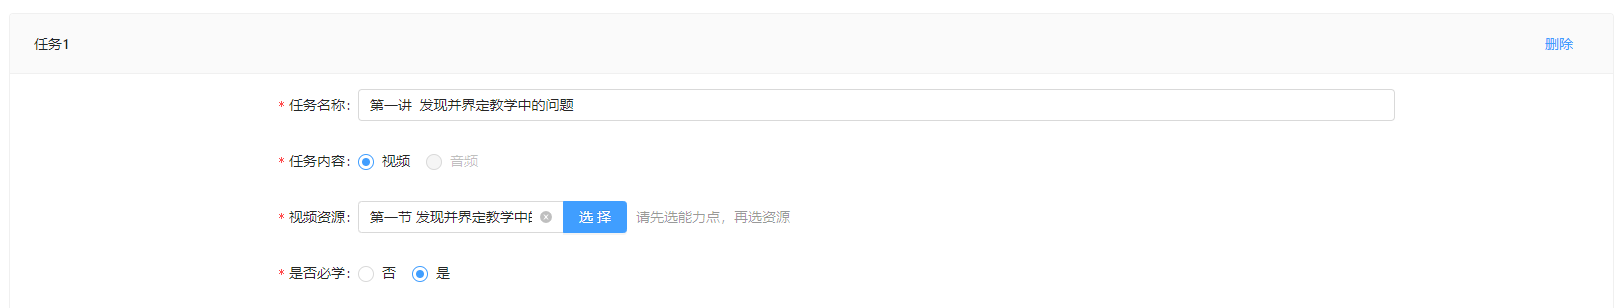 任务1 删除
* 任务名称: 第一讲 发现并界定教学中的问题
* 任务内容: 视频 音频
* 视频资源: 第一节 发现并界定教学中的 选 择 请先选能力点，再选资源
* 是否必学: 否 是